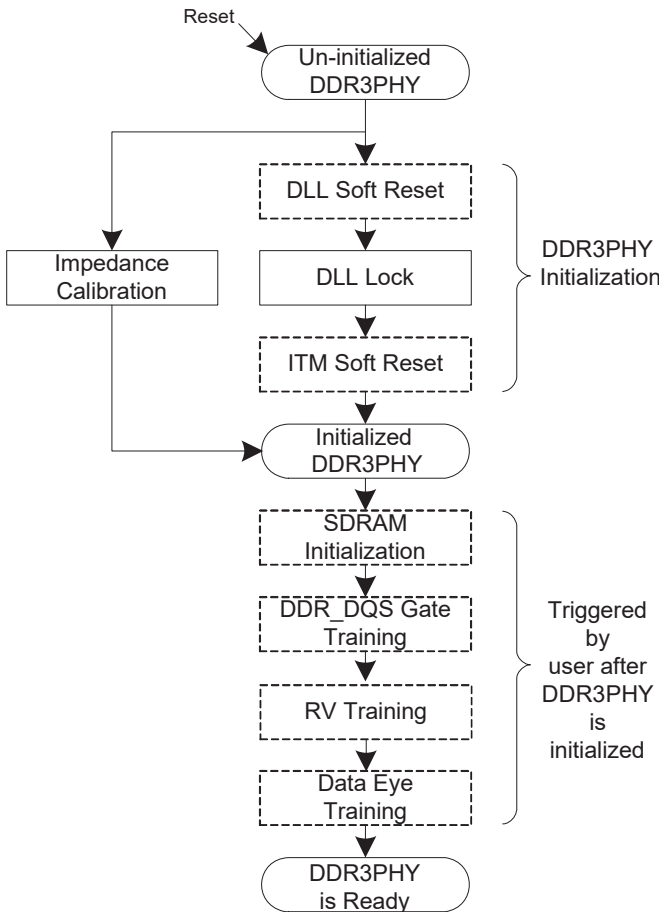 Reset
Un-initialized
DDR3PHY
DLL Soft Reset
Impedance
Calibration
DLL Lock
DDR3PHY
Initialization
ITM Soft Reset
Initialized
DDR3PHY
SDRAM
Initialization
DDR_DQS Gate
Training
RV Training
Data Eye
Training
Triggered
by
user after
DDR3PHY
is
initialized
DDR3PHY
is Ready